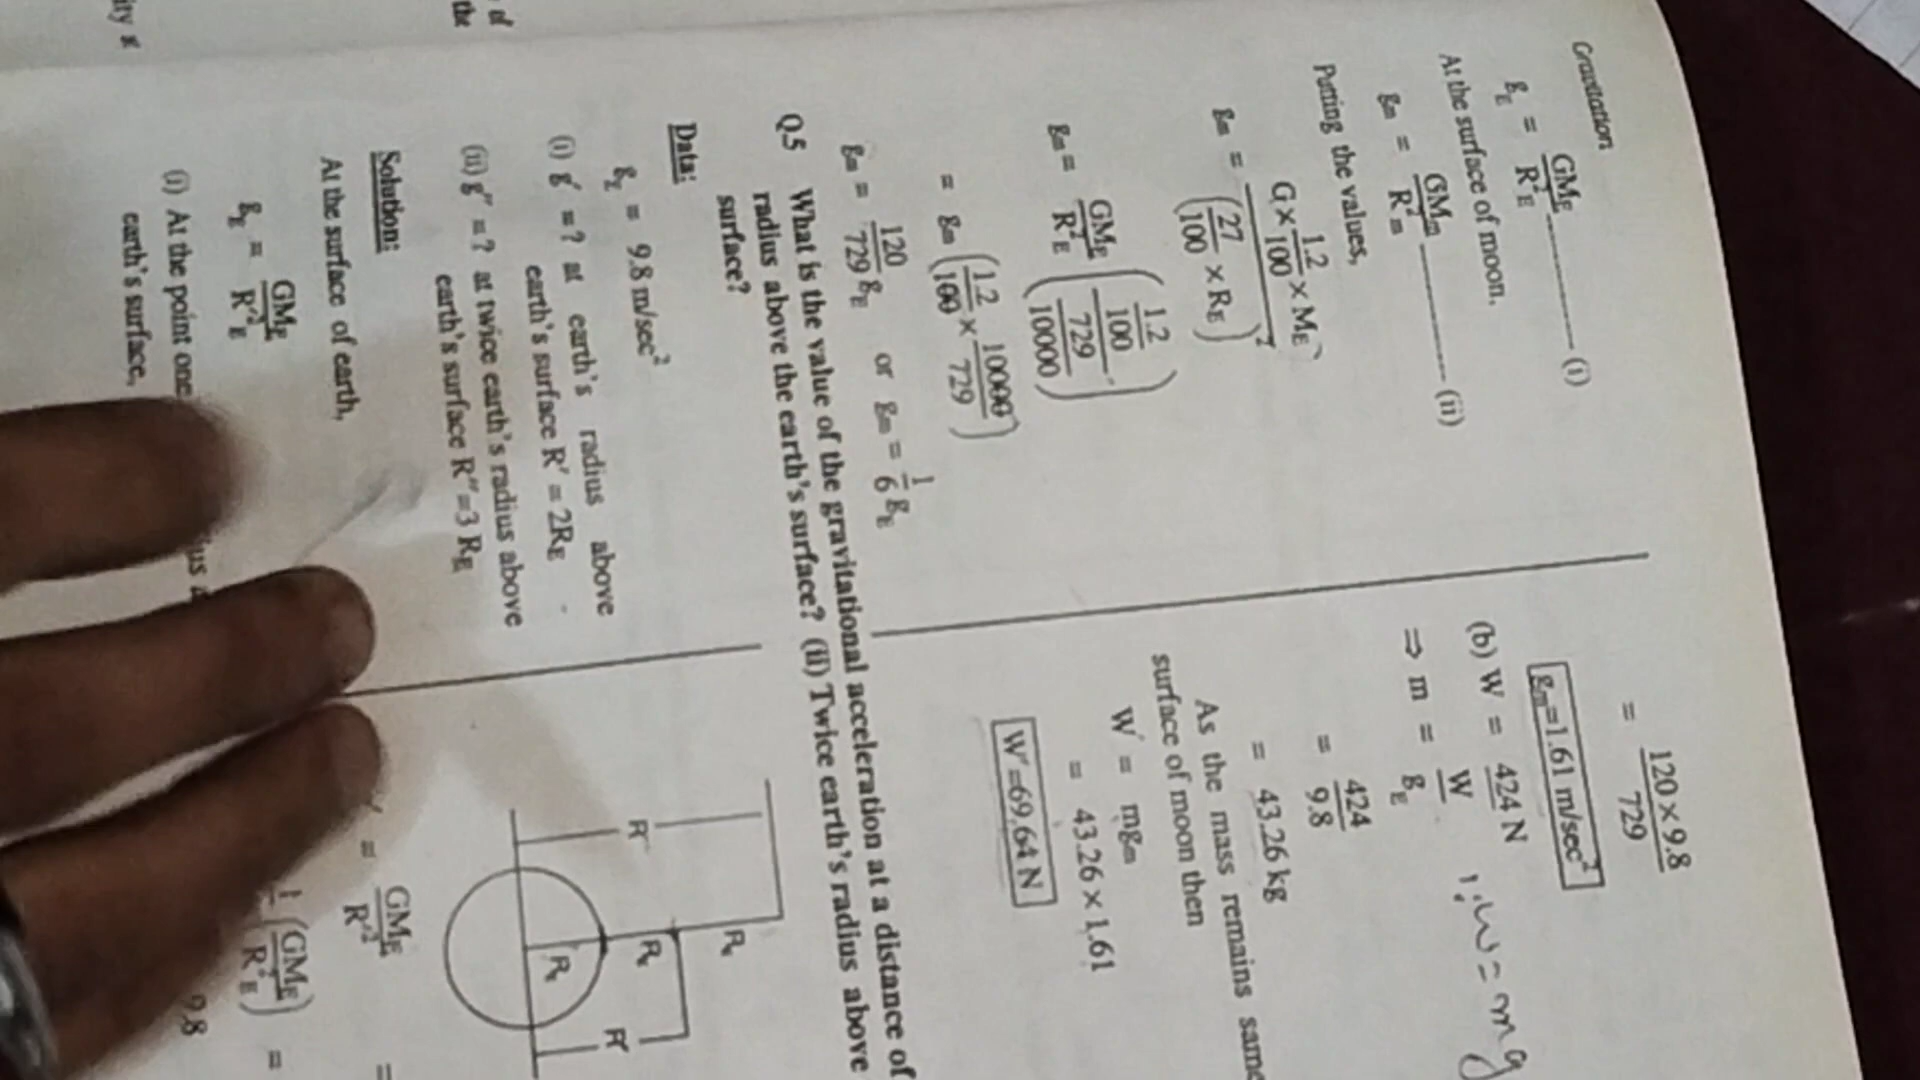 Gravitation
g_E = GM_E / R²_E ———— (i)
At the surface of moon.
g_m = GM_m / R²_m ———— (ii)
Putting the values,
g_m = (G × 1.2/100 × M_E) / (27/100 × R_E)²
g_m = GM_E / R²_E ((1.2/100) / (729/10000))
= g_m (1.2/100 × 10000/729)
g_m = 120/729 g_E or g_m = 1/6 g_E
= 120 × 9.8 / 729
g_m=1.61 m/sec²
(b) W = 424 N
∵ W = mg
⇒ m = W / g_E
= 424 / 9.8
= 43.26 kg
As the mass remains same
surface of moon then
W' = mg_m
= 43.26 × 1.61
W'=69.64 N
Q.5 What is the value of the gravitational acceleration at a distance of
radius above the earth's surface? (ii) Twice earth's radius above
surface?
Data:
g_E = 9.8 m/sec²
(i) g' = ? at earth's radius above
earth's surface R' = 2R_E
(ii) g'' = ? at twice earth's radius above
earth's surface R''=3 R_E
Solution:
At the surface of earth,
g_E = GM_E / R'²_E
(i) At the point one
earth's surface,
= GM_E / R'²
(GM_E / R²_E) =
9.8